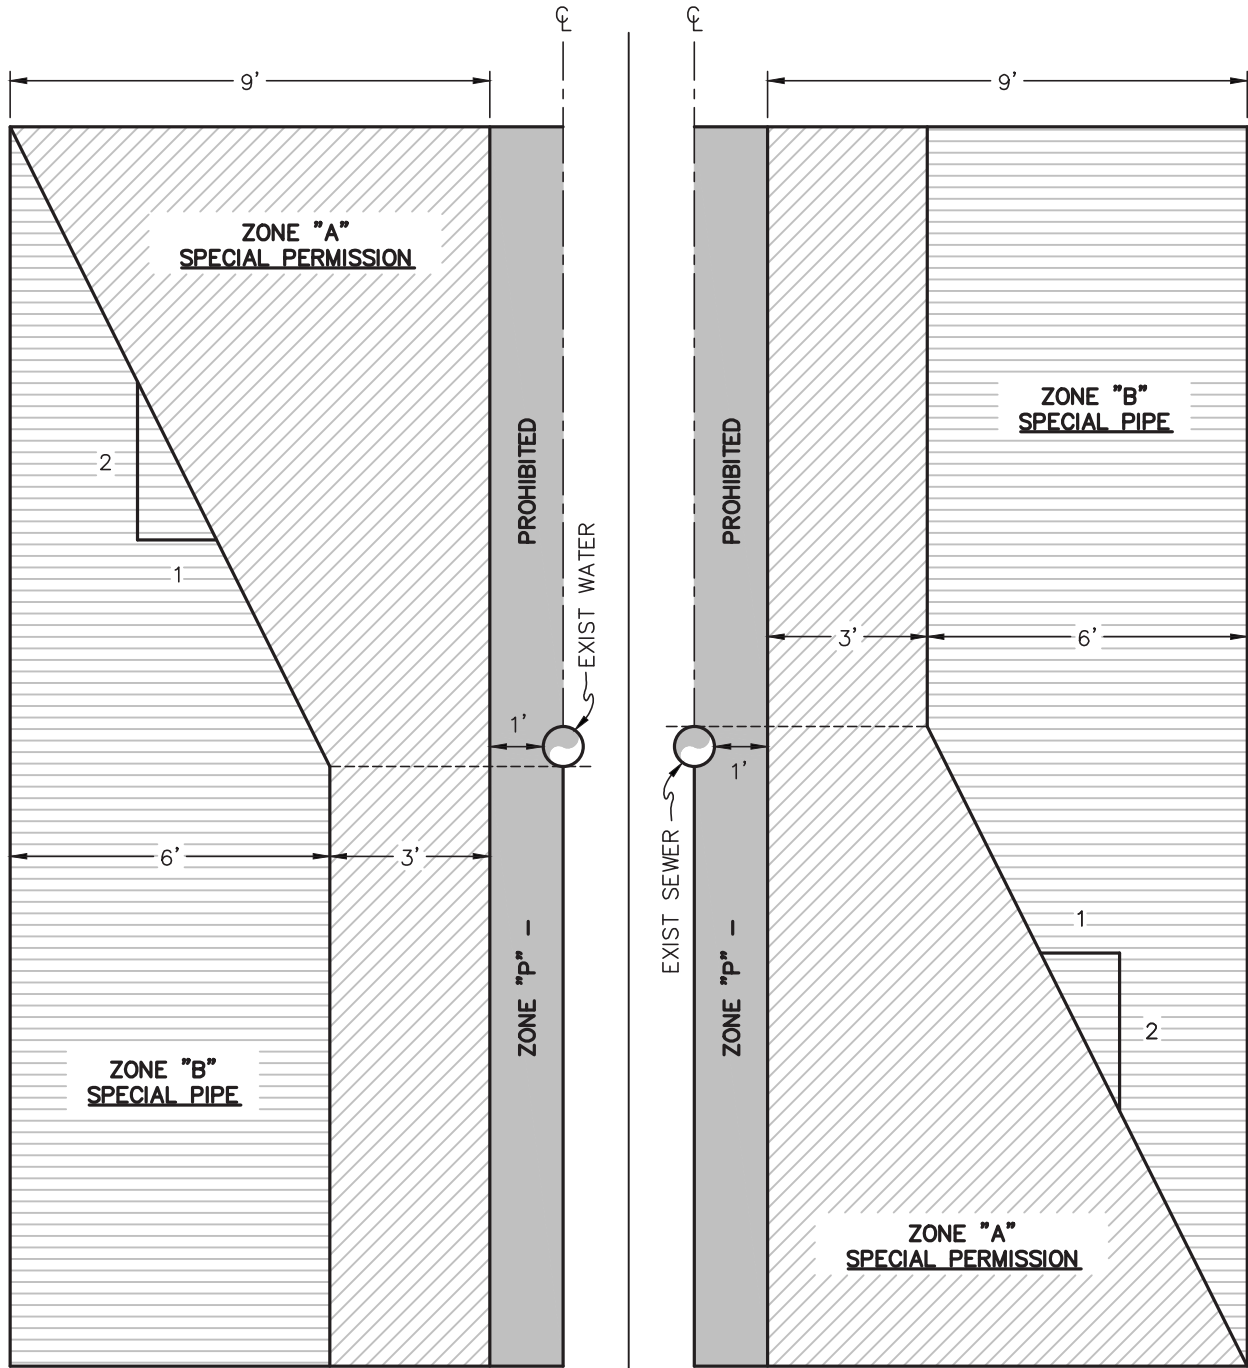 ℄
℄
9'
9'
ZONE "A"
SPECIAL PERMISSION
ZONE "B"
SPECIAL PIPE
2
1
PROHIBITED
PROHIBITED
EXIST WATER
3'
6'
1'
1'
6'
3'
EXIST SEWER
ZONE "P" –
ZONE "P" –
1
2
ZONE "B"
SPECIAL PIPE
ZONE "A"
SPECIAL PERMISSION